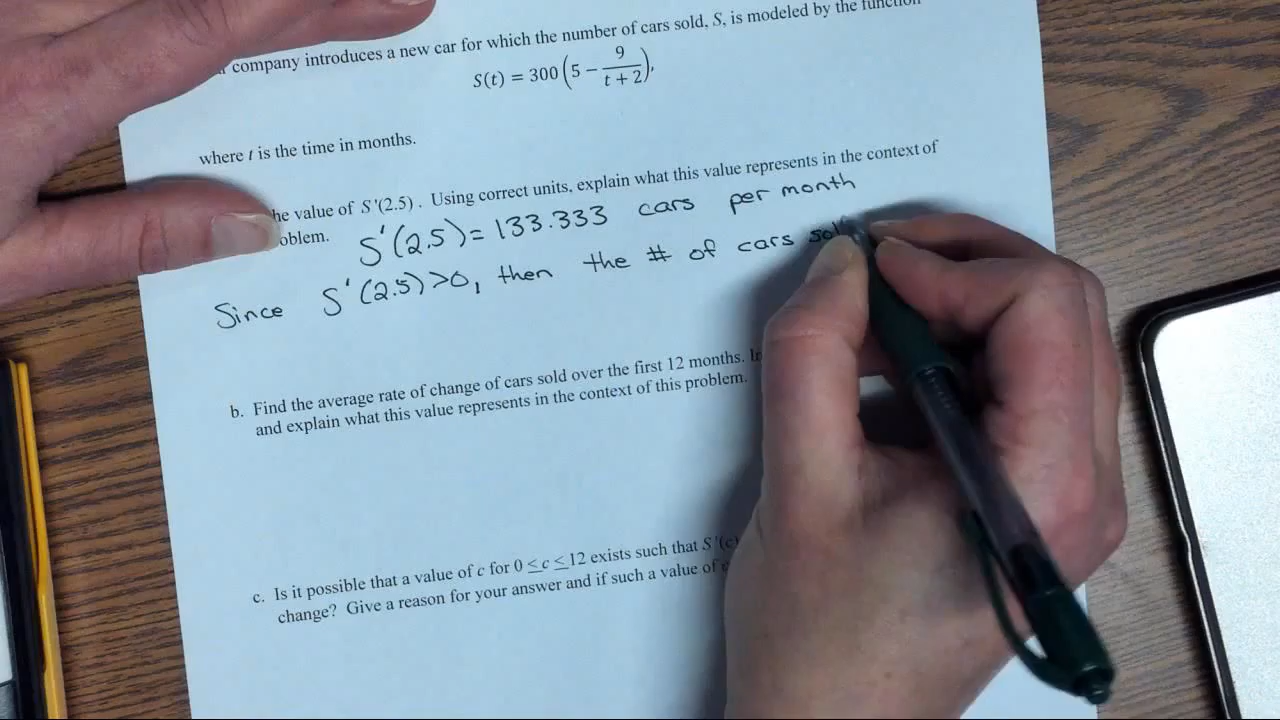 company introduces a new car for which the number of cars sold, S, is modeled by the function
S(t) = 300(5 − 9/(t + 2)),
where t is the time in months.
he value of S'(2.5). Using correct units, explain what this value represents in the context of
oblem.
S'(2.5) = 133.333 cars per month
Since S'(2.5)>0, then the # of cars sol
b. Find the average rate of change of cars sold over the first 12 months.
and explain what this value represents in the context of this problem.
c. Is it possible that a value of c for 0 ≤ c ≤ 12 exists such that S'(c)
change? Give a reason for your answer and if such a value of